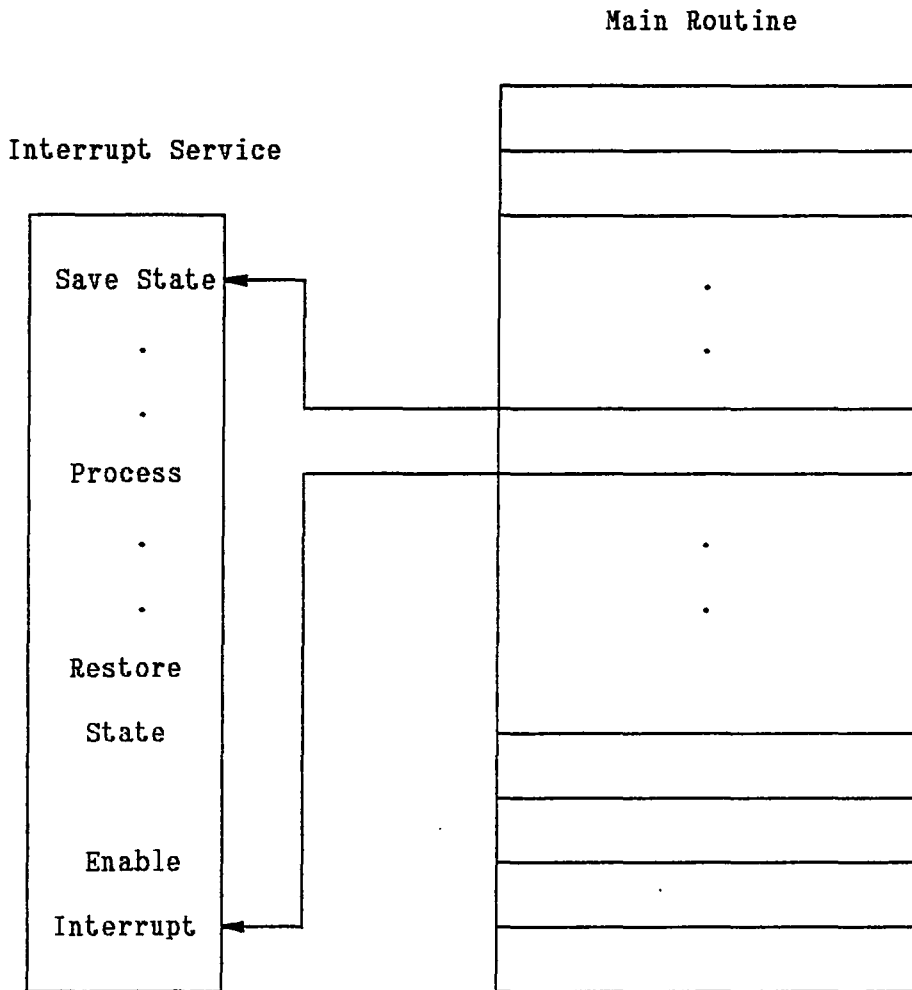 Main Routine
Interrupt Service
Save State
.
.
.
.
Process
.
.
.
.
Restore
State
Enable
Interrupt